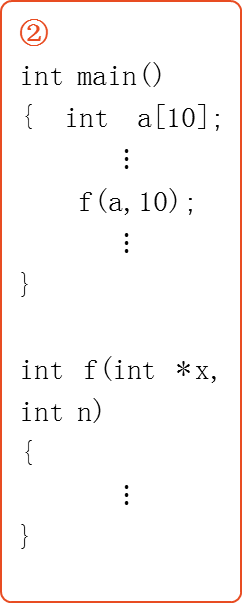 ②
int main()
{ int a[10];
⋮
f(a,10);
⋮
}
int f(int *x,
int n)
{
⋮
}